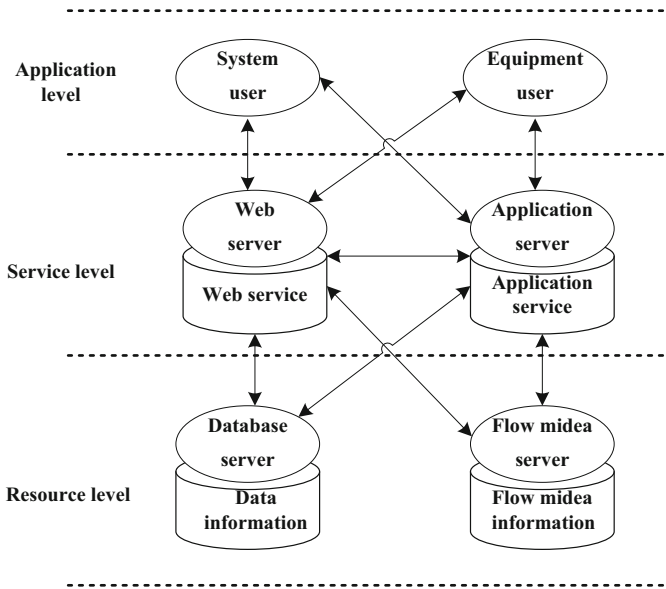 System
user
Equipment
user
Application
level
Web
server
Application
server
Service level
Web service
Application
service
Database
server
Flow midea
server
Resource level
Data
information
Flow midea
information